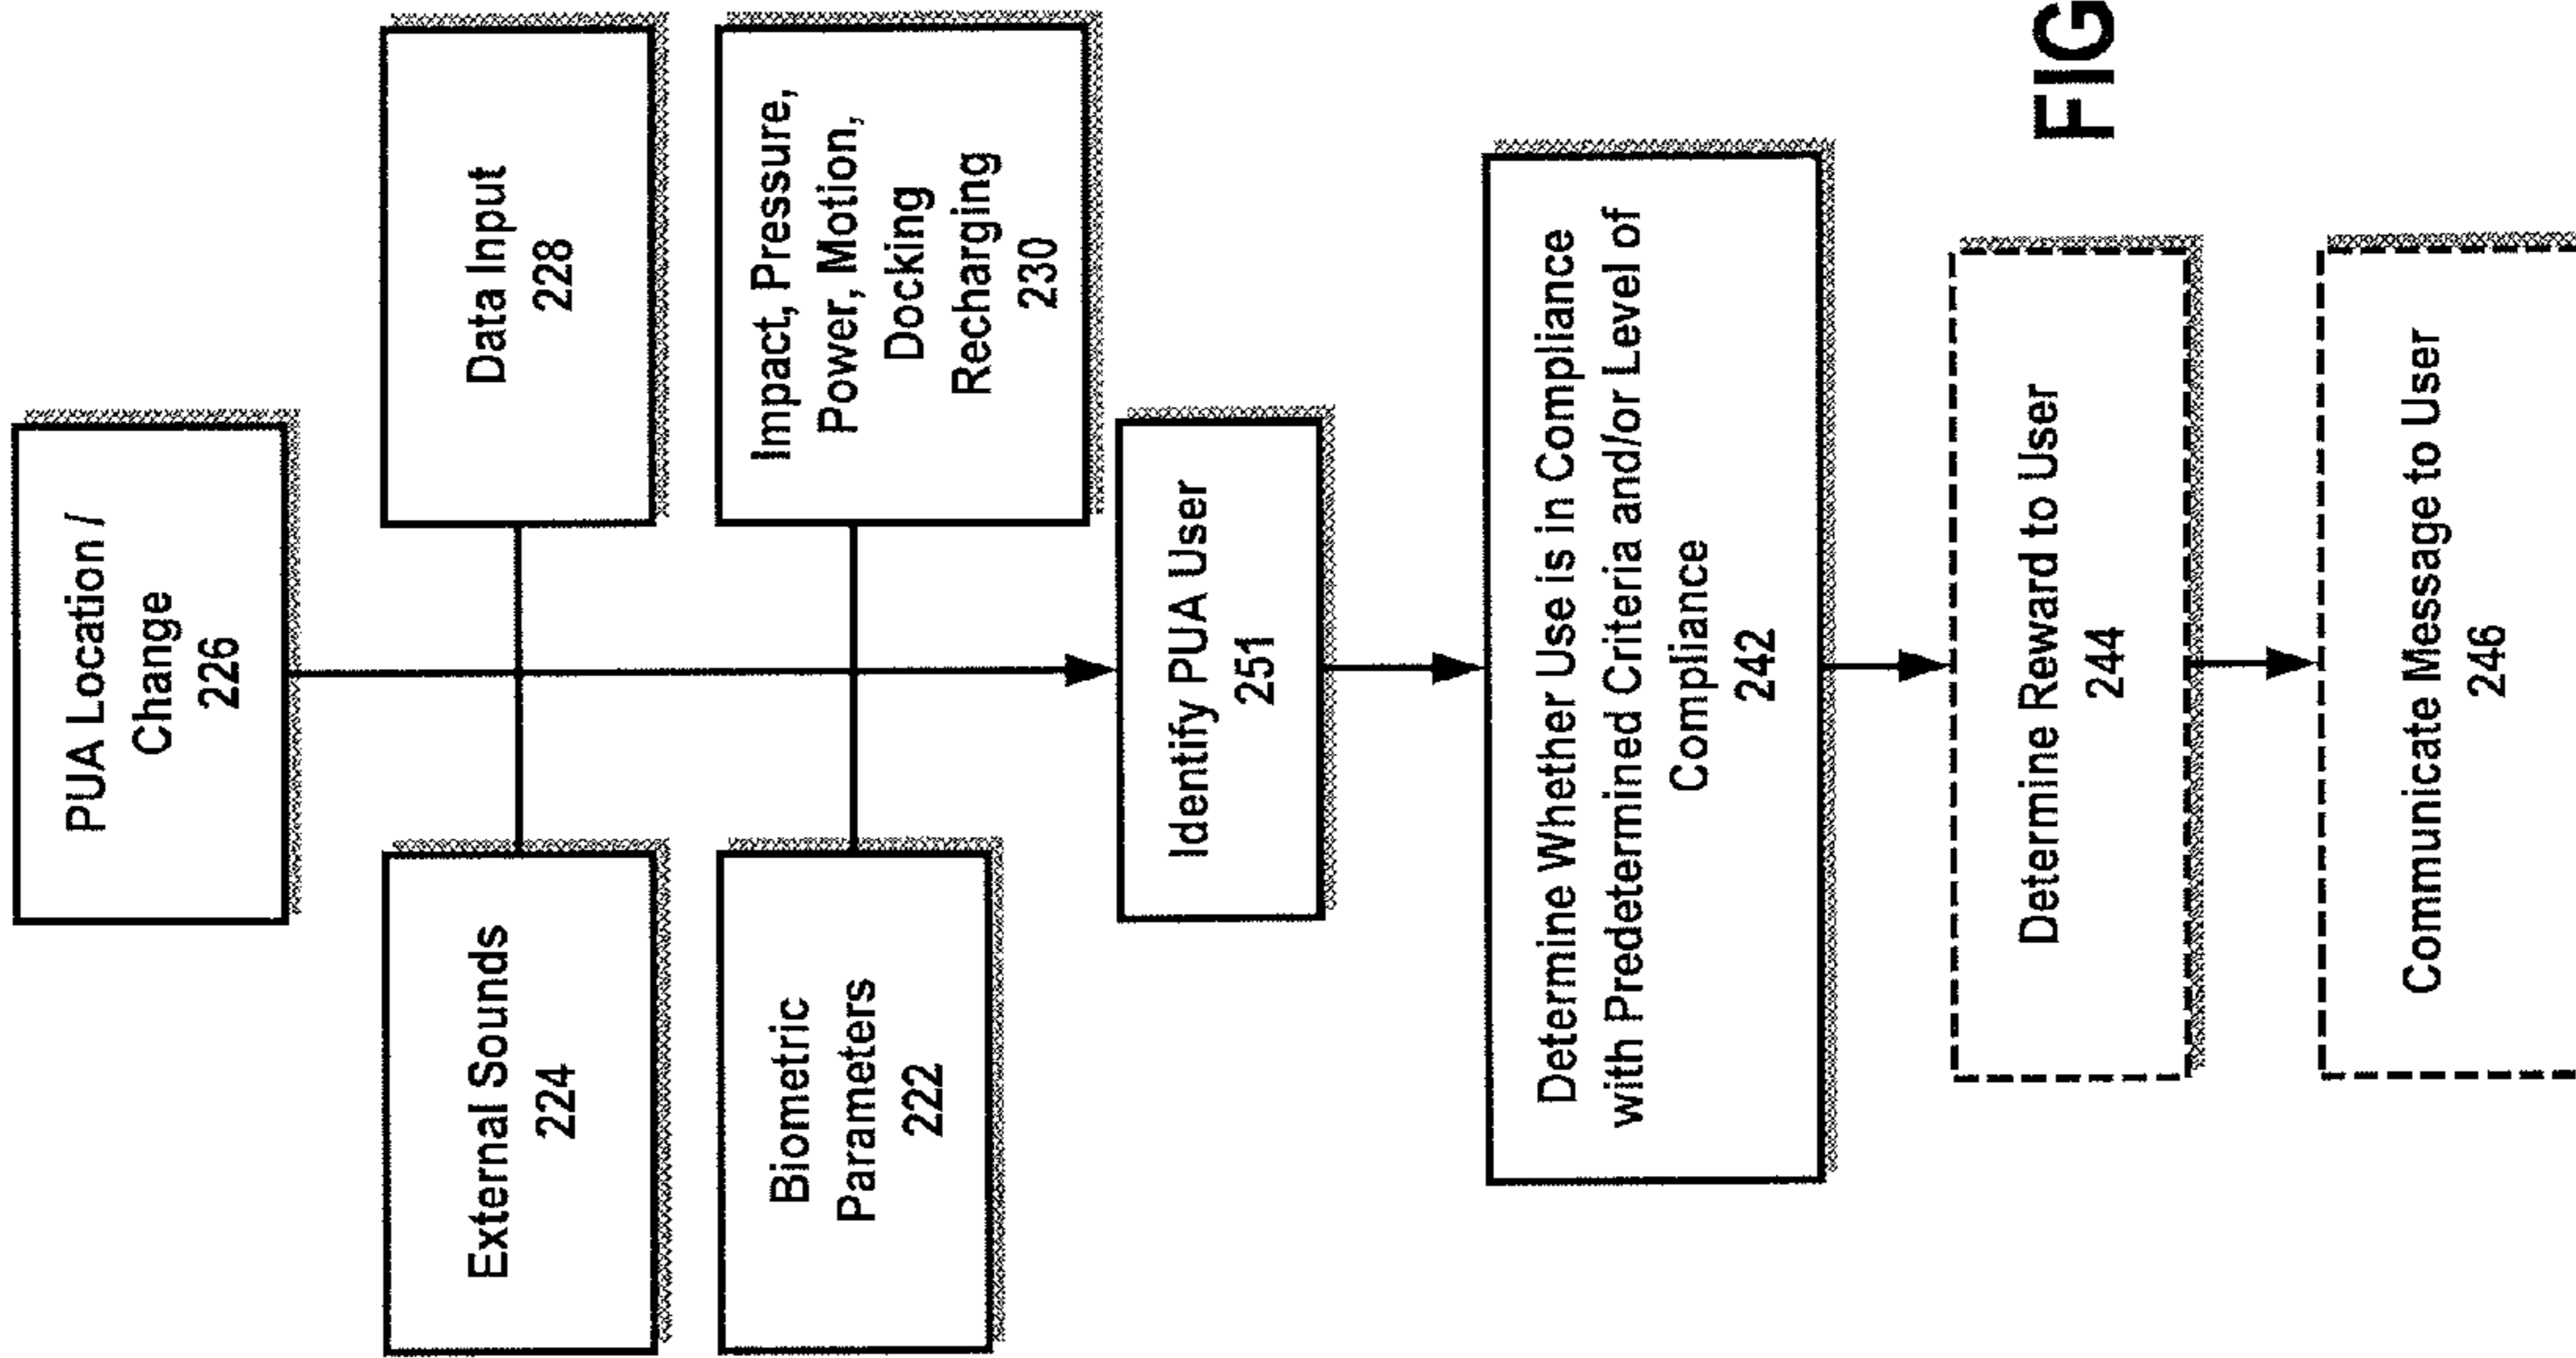 PUA Location /
Change
226
External Sounds
224
Data Input
228
Biometric
Parameters
222
Impact, Pressure,
Power, Motion,
Docking
Recharging
230
Identify PUA User
251
Determine Whether Use is in Compliance
with Predetermined Criteria and/or Level of
Compliance
242
Determine Reward to User
244
Communicate Message to User
246
FIG